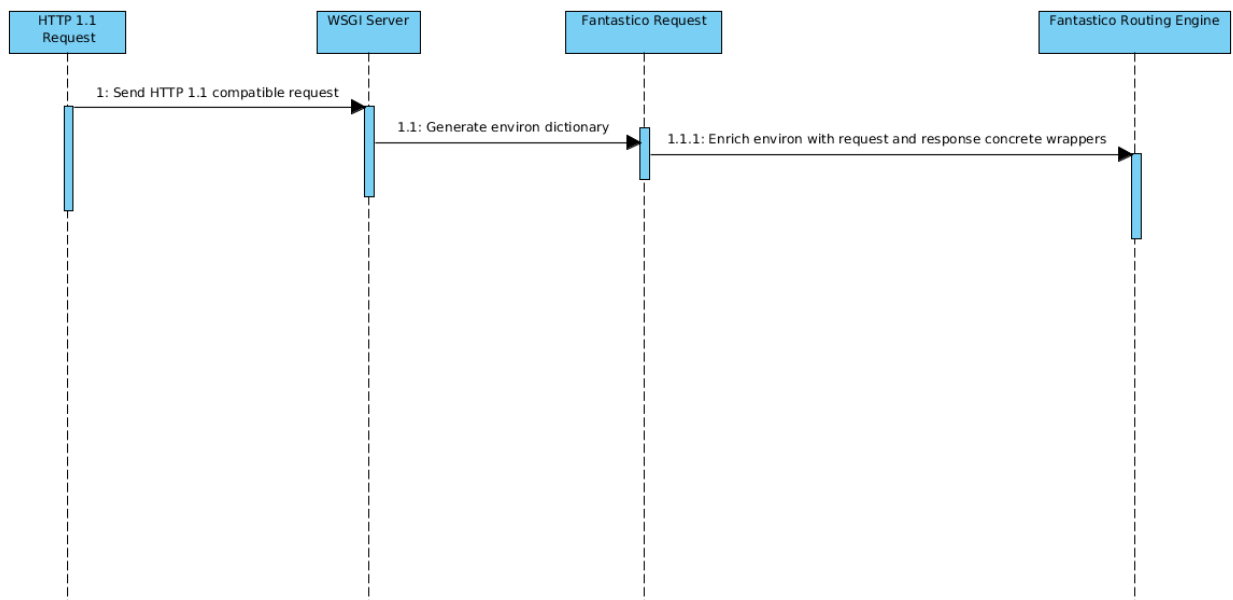 HTTP 1.1
Request
WSGI Server
Fantastico Request
Fantastico Routing Engine
1: Send HTTP 1.1 compatible request
1.1: Generate environ dictionary
1.1.1: Enrich environ with request and response concrete wrappers